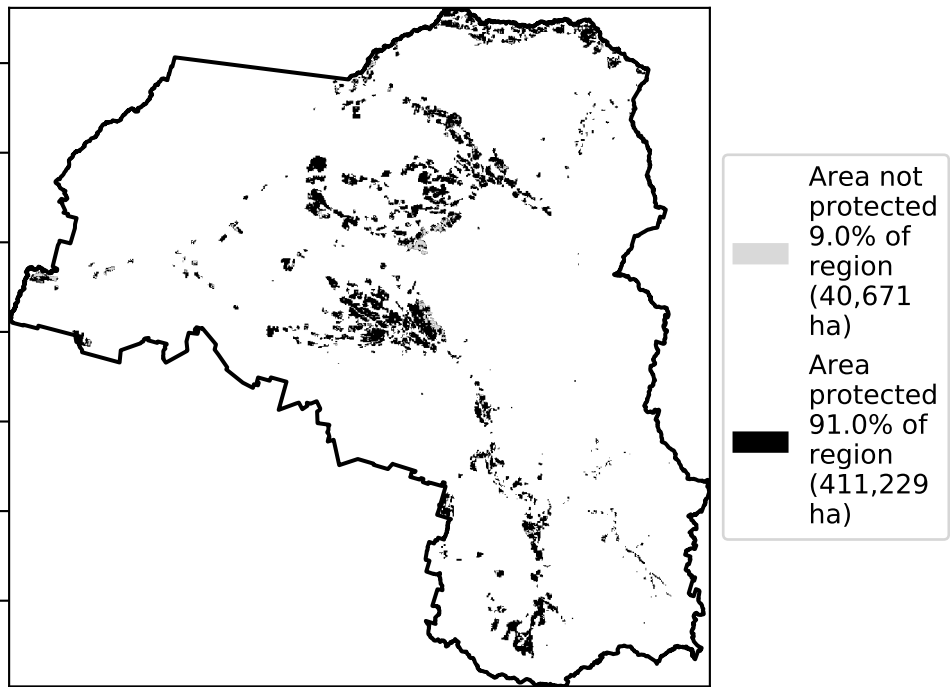 Area not
protected
9.0% of
region
(40,671
ha)
Area
protected
91.0% of
region
(411,229
ha)